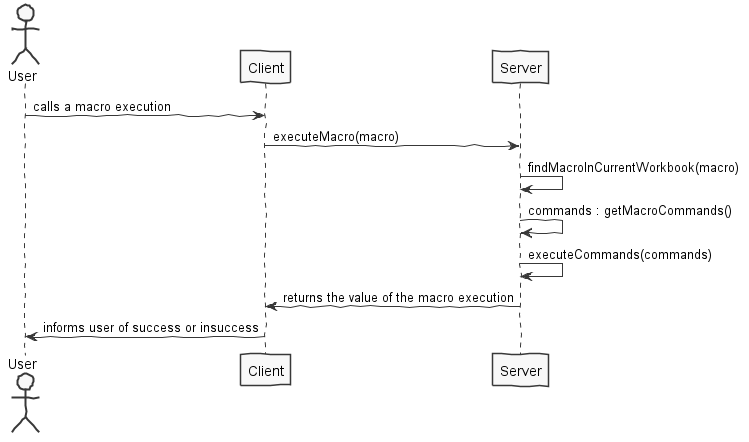 User
Client
Server
calls a macro execution
executeMacro(macro)
findMacroInCurrentWorkbook(macro)
commands : getMacroCommands()
executeCommands(commands)
returns the value of the macro execution
informs user of success or insuccess
User
Client
Server